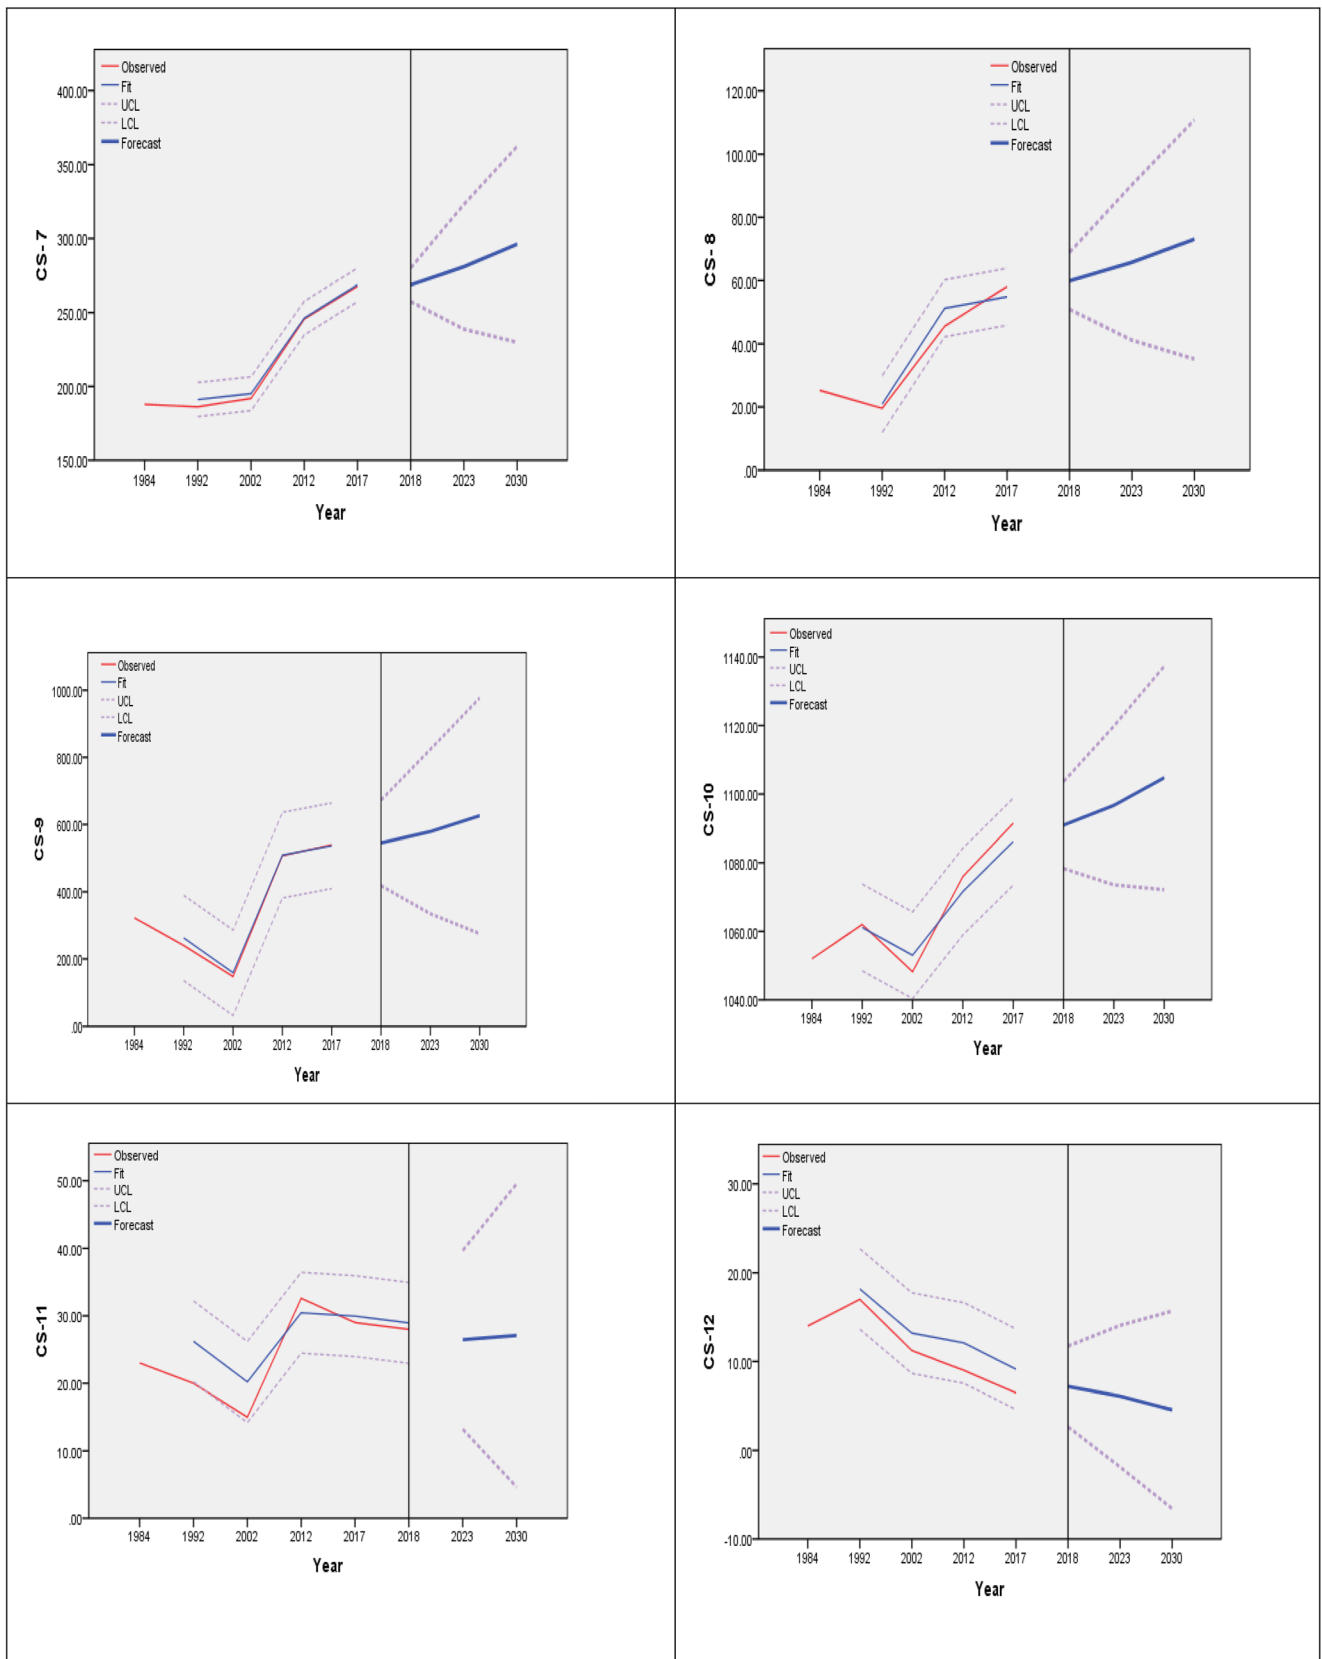 Observed
Fit
UCL
LCL
Forecast
400.00
350.00
300.00
250.00
200.00
150.00
CS- 7
1984 1992 2002 2012 2017 2018 2023 2030
Year
Observed
Fit
UCL
LCL
Forecast
120.00
100.00
80.00
60.00
40.00
20.00
.00
CS- 8
1984 1992 2012 2017 2018 2023 2030
Year
Observed
Fit
UCL
LCL
Forecast
1000.00
800.00
600.00
400.00
200.00
.00
CS-9
1984 1992 2002 2012 2017 2018 2023 2030
Year
Observed
Fit
UCL
LCL
Forecast
1140.00
1120.00
1100.00
1080.00
1060.00
1040.00
CS-10
1984 1992 2002 2012 2017 2018 2023 2030
Year
Observed
Fit
UCL
LCL
Forecast
50.00
40.00
30.00
20.00
10.00
.00
CS-11
1984 1992 2002 2012 2017 2018 2023 2030
Year
Observed
Fit
UCL
LCL
Forecast
30.00
20.00
10.00
.00
-10.00
CS-12
1984 1992 2002 2012 2017 2018 2023 2030
Year